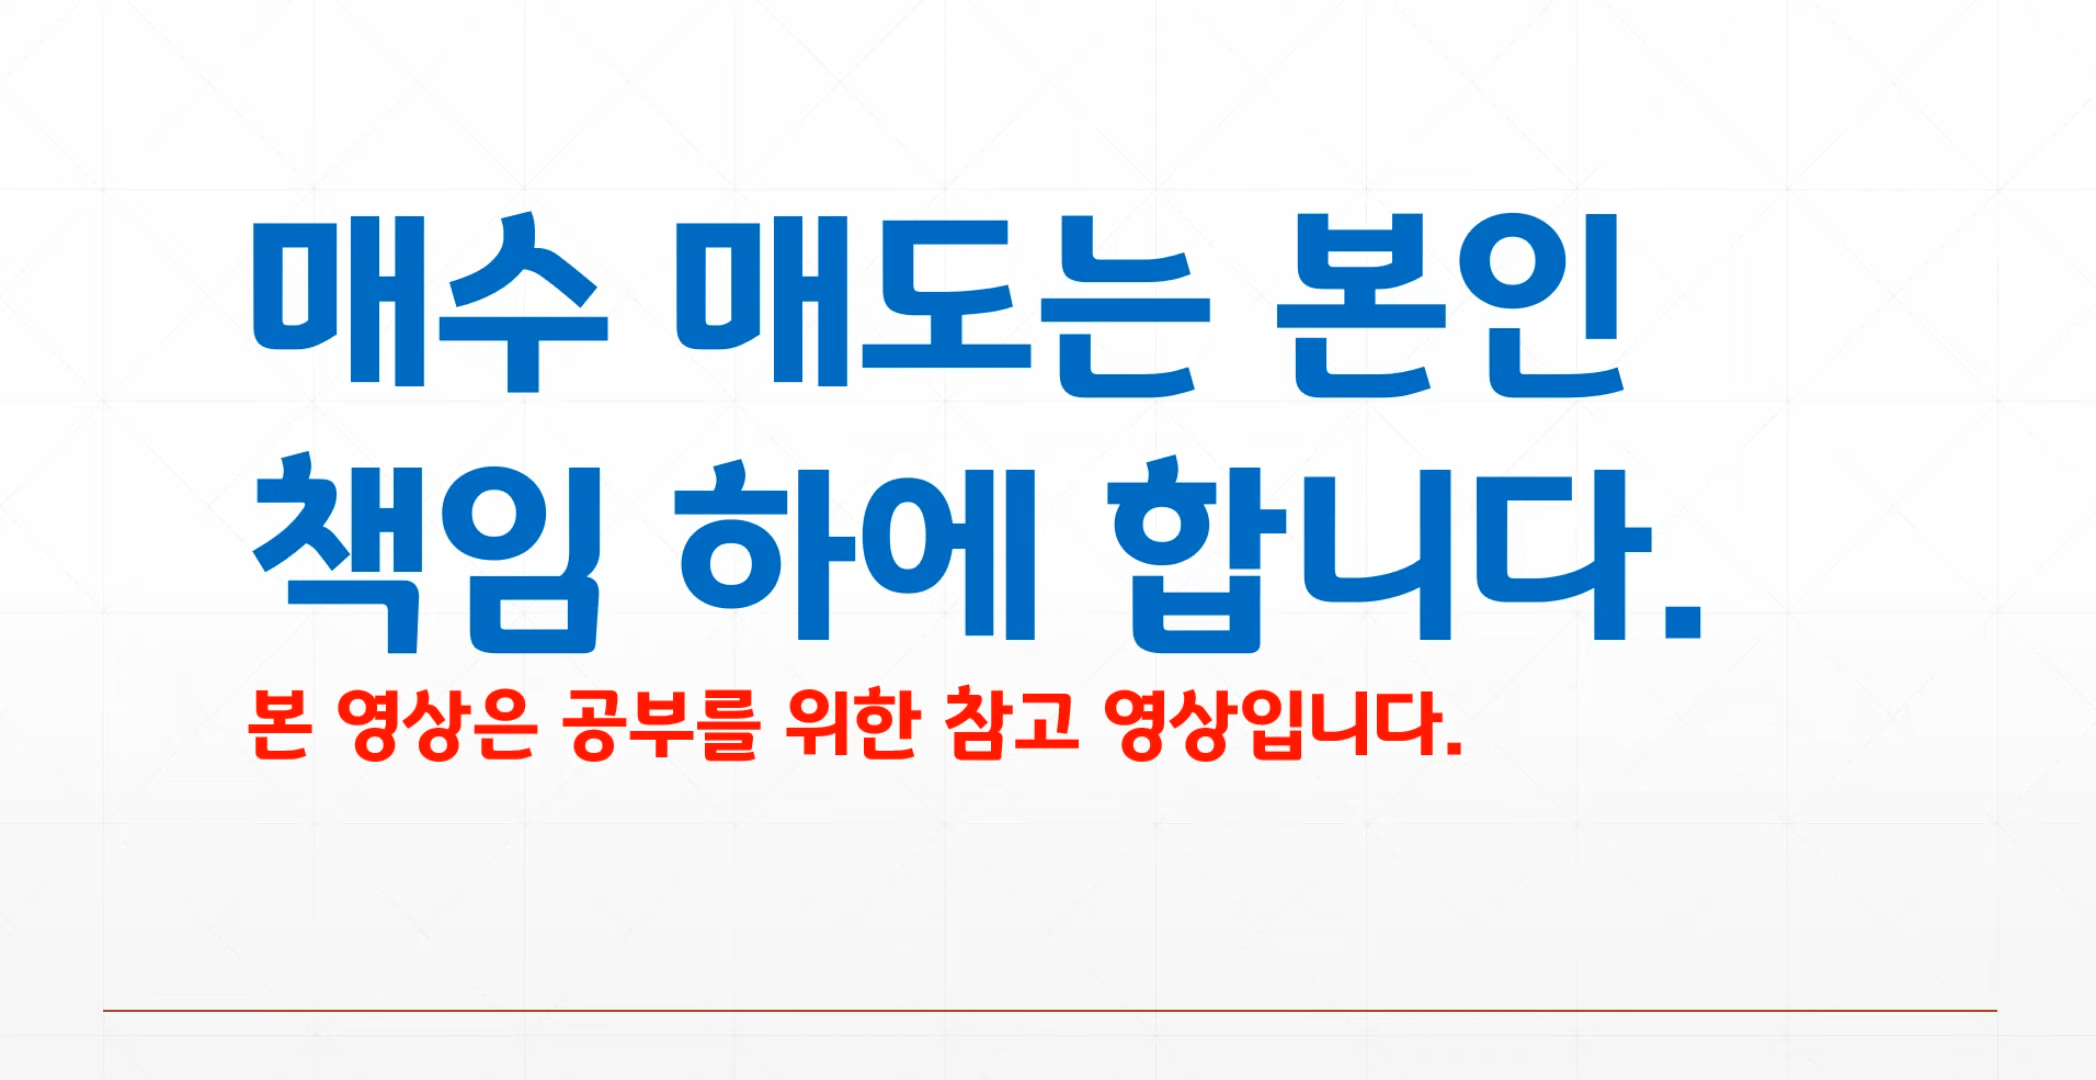 매수 매도는 본인
책임 하에 합니다.
본 영상은 공부를 위한 참고 영상입니다.